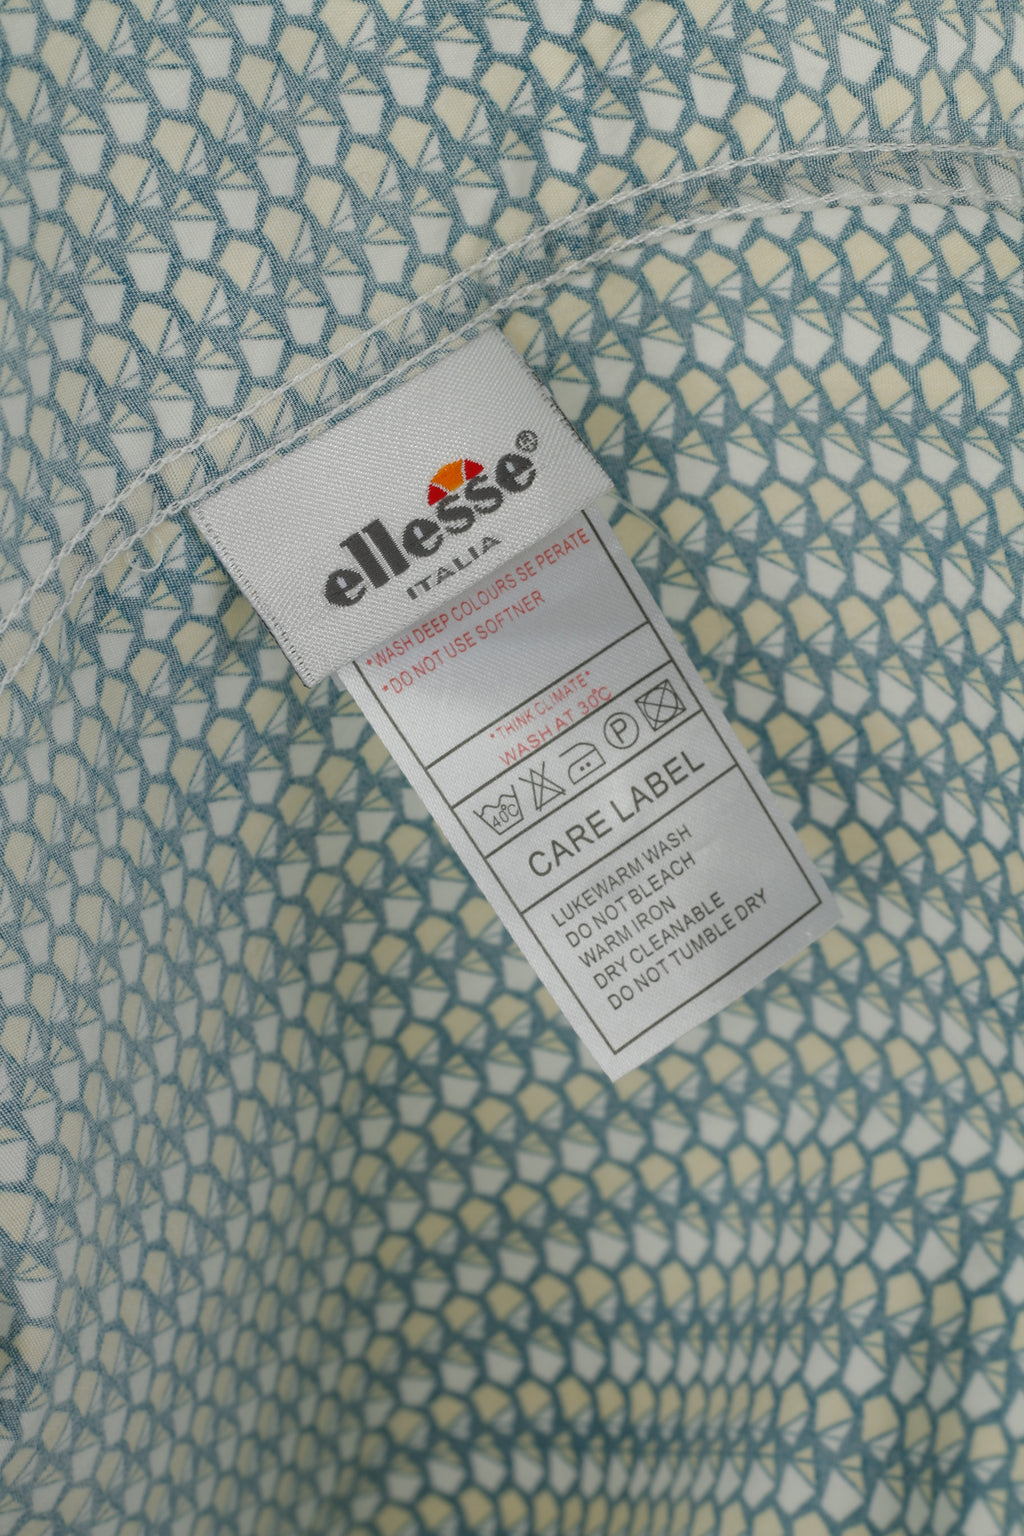 ellesse®
ITALIA
*WASH DEEP COLOURS SE PERATE
*DO NOT USE SOFTNER
*THINK CLIMATE*
WASH AT 30°C
40°C P
CARE LABEL
LUKEWARM WASH
DO NOT BLEACH
WARM IRON
DRY CLEANABLE
DO NOT TUMBLE DRY